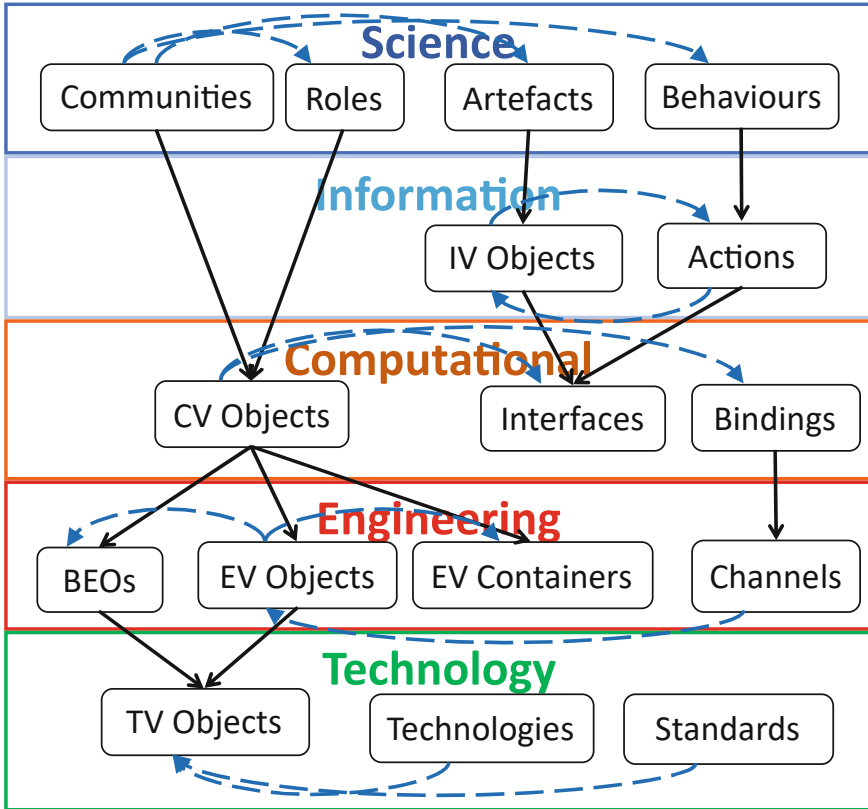 Science
Communities
Roles
Artefacts
Behaviours
Information
IV Objects
Actions
Computational
CV Objects
Interfaces
Bindings
Engineering
BEOs
EV Objects
EV Containers
Channels
Technology
TV Objects
Technologies
Standards